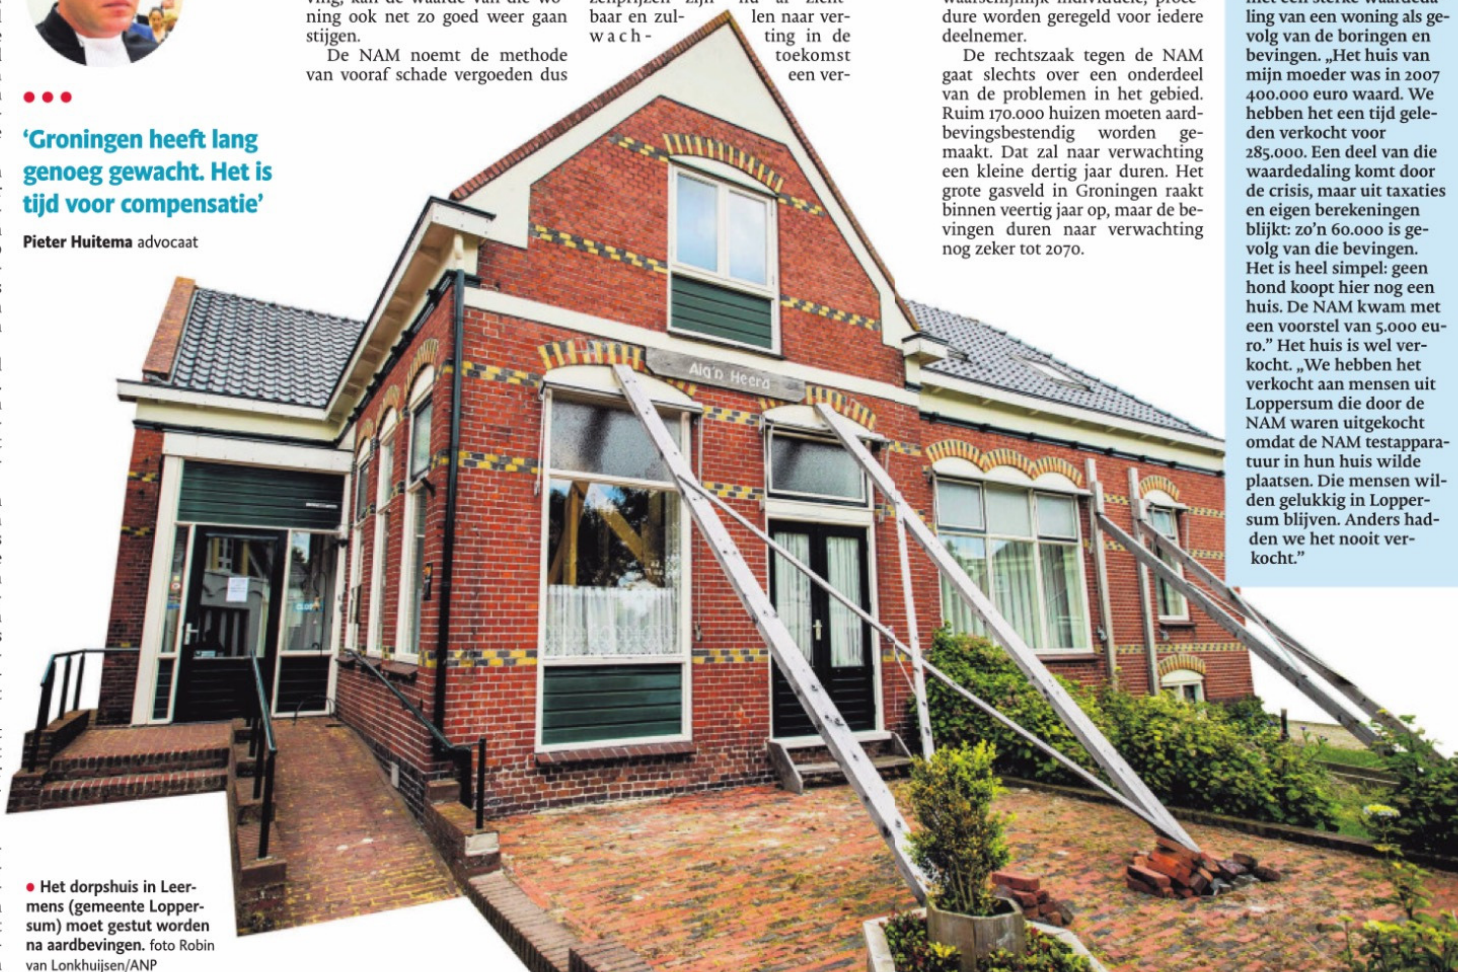 ● ● ●
‘Groningen heeft lang
genoeg gewacht. Het is
tijd voor compensatie’
Pieter Huitema advocaat
ning ook net zo goed weer gaan
stijgen.
De NAM noemt de methode
van vooraf schade vergoeden dus
baar en zul-
wach-
len naar ver-
ting in de
toekomst
een ver-
dure worden geregeld voor iedere
deelnemer.
De rechtszaak tegen de NAM
gaat slechts over een onderdeel
van de problemen in het gebied.
Ruim 170.000 huizen moeten aard-
bevingsbestendig worden ge-
maakt. Dat zal naar verwachting
een kleine dertig jaar duren. Het
grote gasveld in Groningen raakt
binnen veertig jaar op, maar de be-
vingen duren naar verwachting
nog zeker tot 2070.
ling van een woning als ge-
volg van de boringen en
bevingen. „Het huis van
mijn moeder was in 2007
400.000 euro waard. We
hebben het een tijd gele-
den verkocht voor
285.000. Een deel van die
waardedaling komt door
de crisis, maar uit taxaties
en eigen berekeningen
blijkt: zo’n 60.000 is ge-
volg van die bevingen.
Het is heel simpel: geen
hond koopt hier nog een
huis. De NAM kwam met
een voorstel van 5.000 eu-
ro.” Het huis is wel ver-
kocht. „We hebben het
verkocht aan mensen uit
Loppersum die door de
NAM waren uitgekocht
omdat de NAM testappara-
tuur in hun huis wilde
plaatsen. Die mensen wil-
den gelukkig in Lopper-
sum blijven. Anders had-
den we het nooit ver-
kocht.”
Ala'n Heerd
● Het dorpshuis in Leer-
mens (gemeente Lopper-
sum) moet gestut worden
na aardbevingen. foto Robin
van Lonkhuijsen/ANP